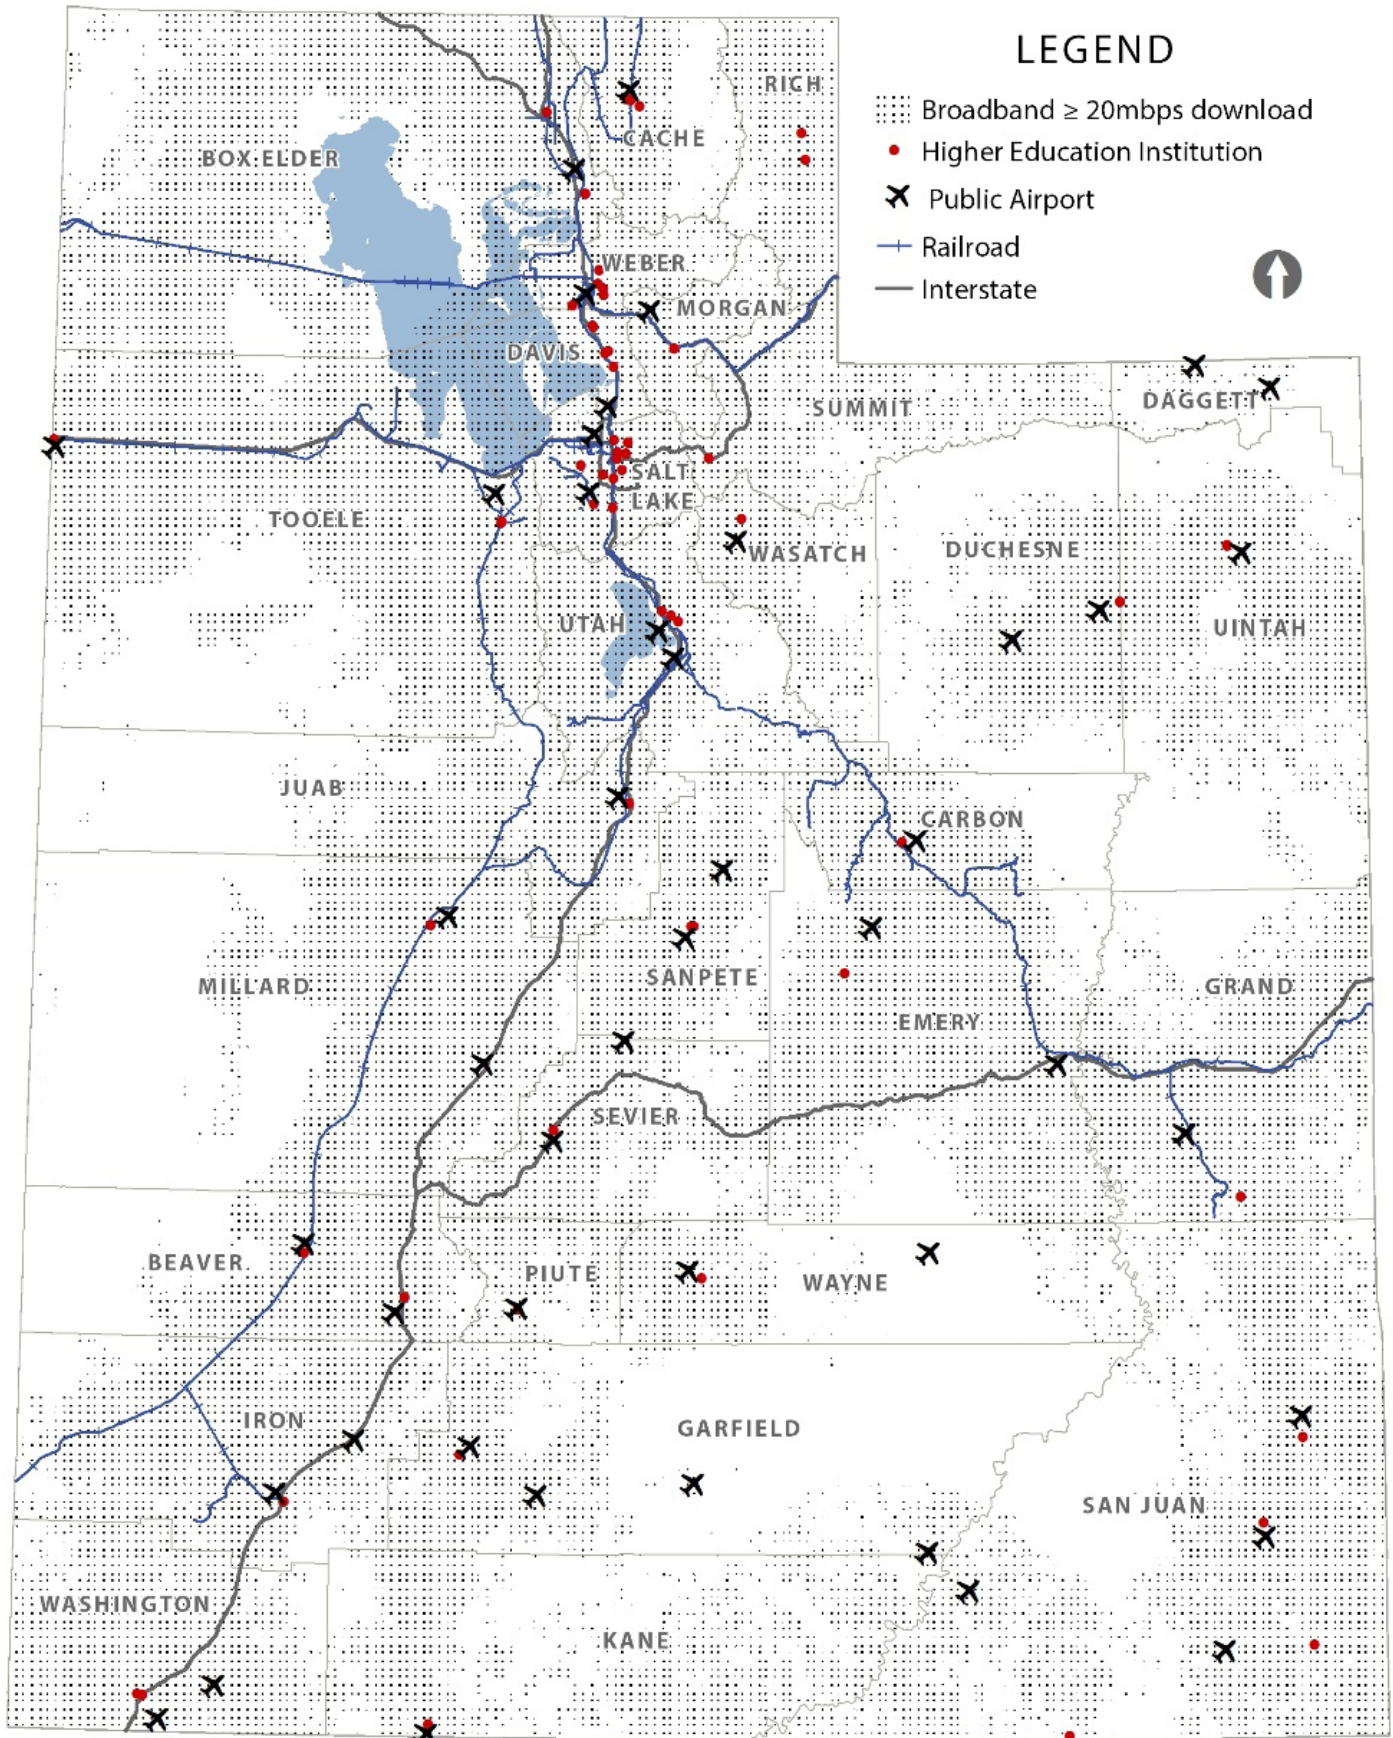 LEGEND
Broadband ≥ 20mbps download
Higher Education Institution
Public Airport
Railroad
Interstate
RICH
CACHE
BOX ELDER
WEBER
MORGAN
DAVIS
SUMMIT
DAGGETT
SALT
LAKE
TOOELE
WASATCH
DUCHESNE
UTAH
UINTAH
JUAB
CARBON
SANPETE
MILLARD
GRAND
EMERY
SEVIER
BEAVER
PIUTE
WAYNE
IRON
GARFIELD
SAN JUAN
WASHINGTON
KANE